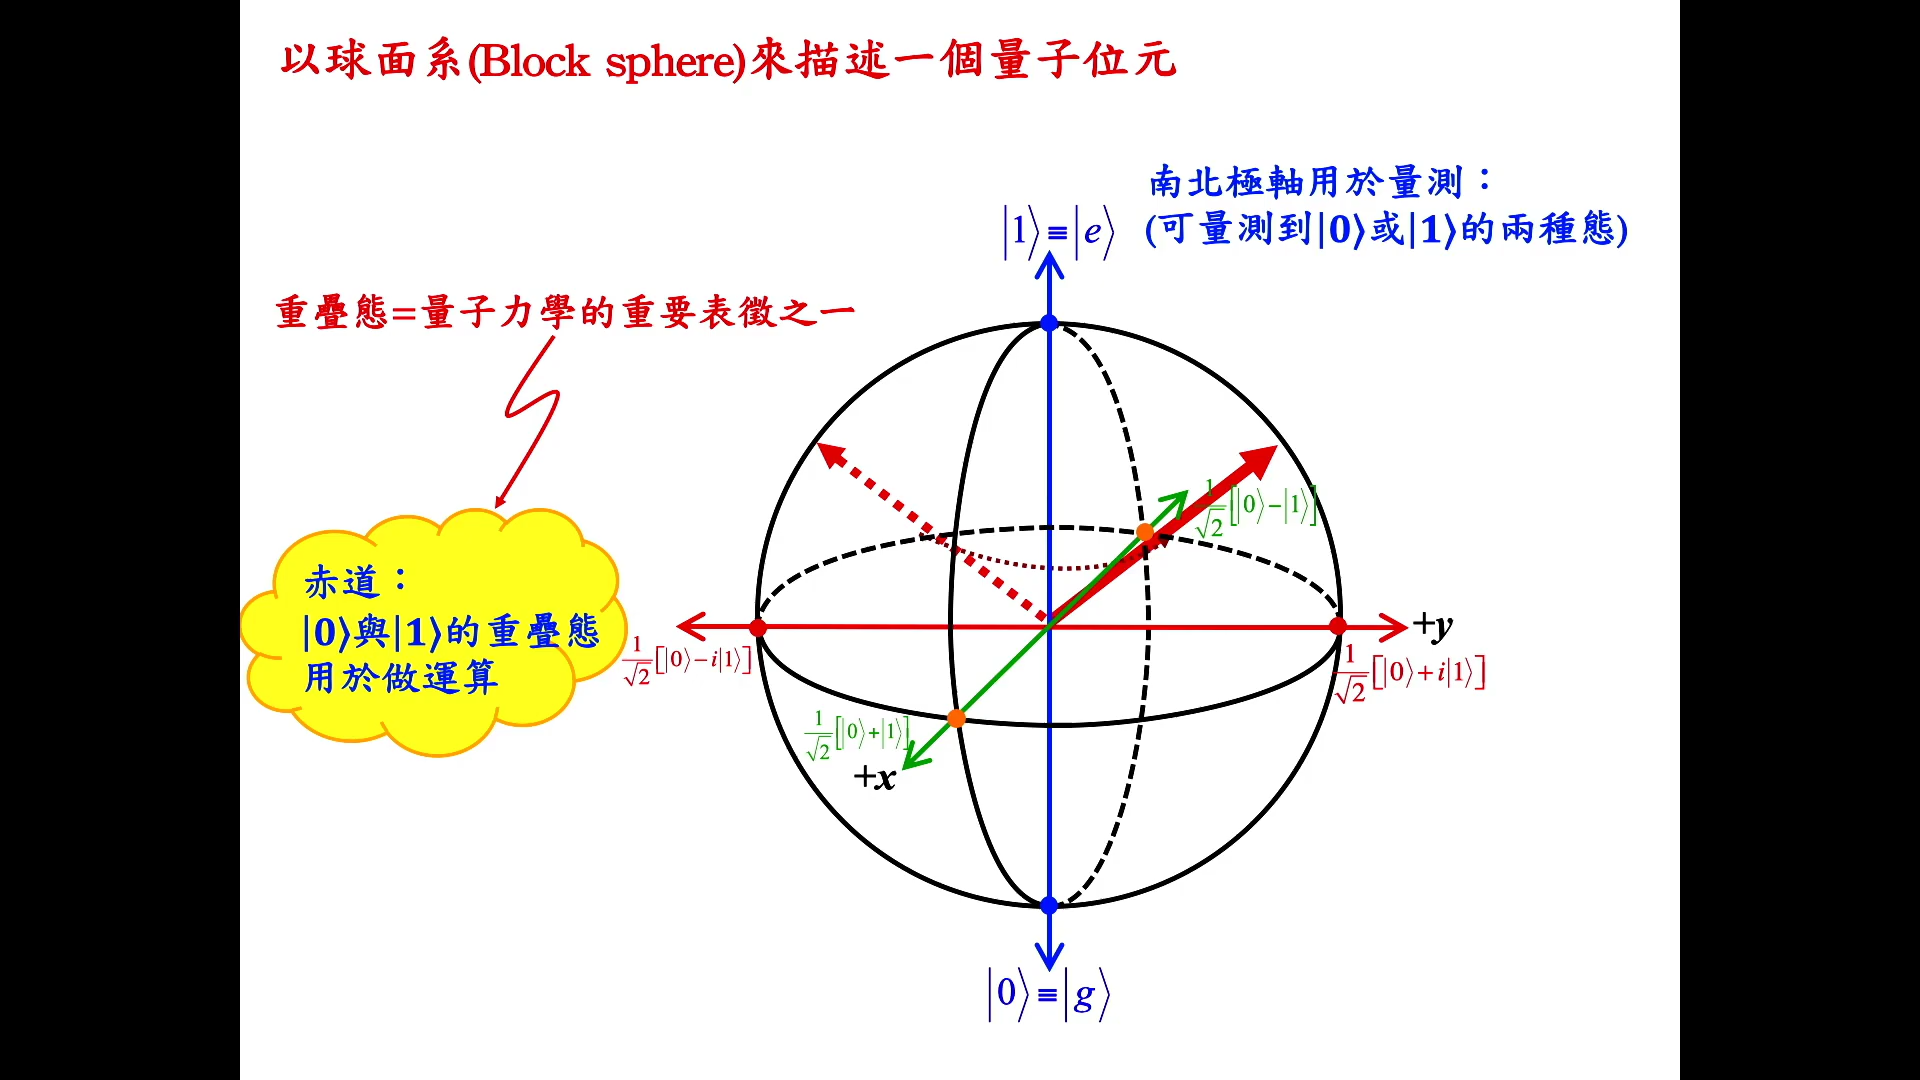 以球面系(Block sphere)來描述一個量子位元
南北極軸用於量測：
(可量測到|0⟩或|1⟩的兩種態)
|1⟩≡|e⟩
重疊態=量子力學的重要表徵之一
1/√2[|0⟩−|1⟩]
赤道：
|0⟩與|1⟩的重疊態
用於做運算
+y
1/√2[|0⟩−i|1⟩]
1/√2[|0⟩+i|1⟩]
1/√2[|0⟩+|1⟩]
+x
|0⟩≡|g⟩